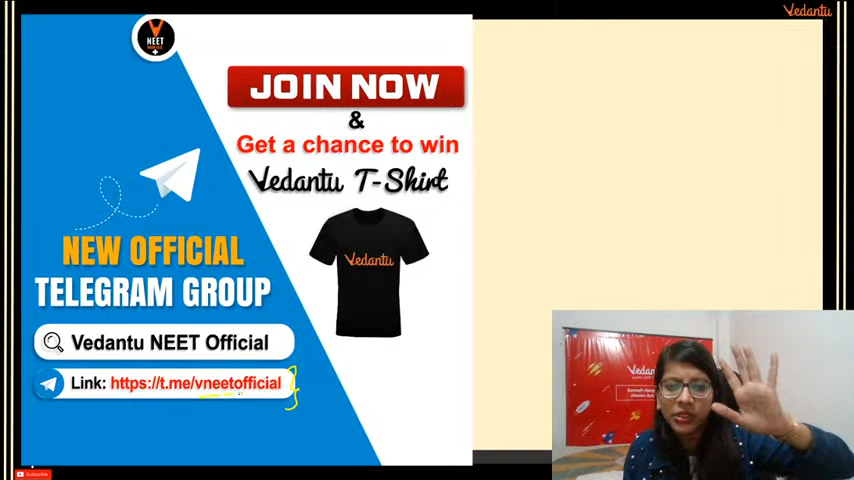 Vedantu
NEET
JOIN NOW
&
Get a chance to win
Vedantu T-Shirt
Vedantu
NEW OFFICIAL
TELEGRAM GROUP
Vedantu NEET Official
Link: https://t.me/vneetofficial
Subscribe